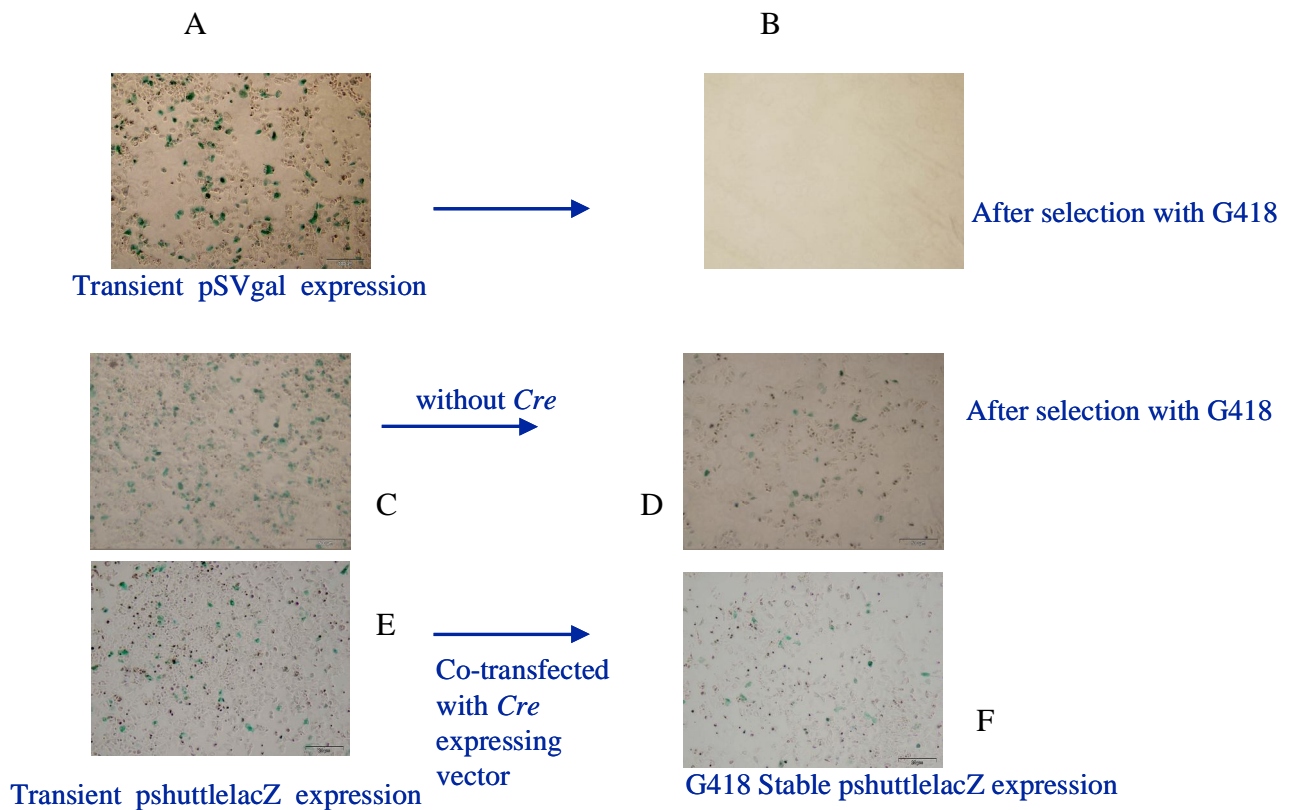 A
B
Transient pSVgal expression
After selection with G418
without Cre
After selection with G418
C
D
E
Co-transfected
with Cre
expressing
vector
F
Transient pshuttlelacZ expression
G418 Stable pshuttlelacZ expression